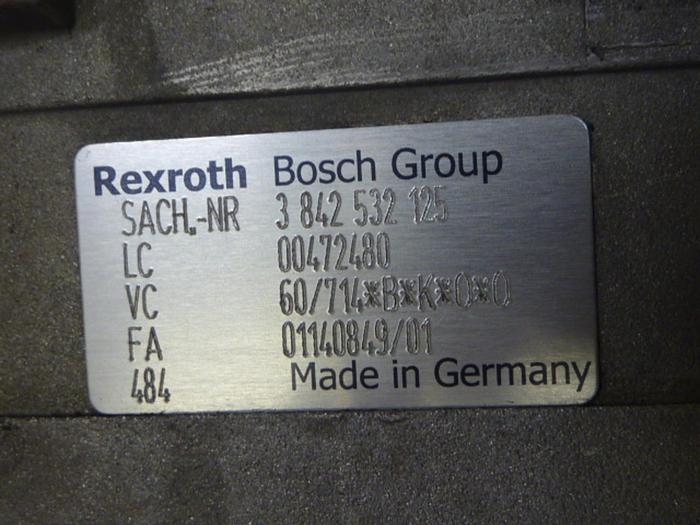 Rexroth Bosch Group
SACH.-NR 3 842 532 125
LC 00472480
VC 60/714*B*K*0*0
FA 01140849/01
484 Made in Germany